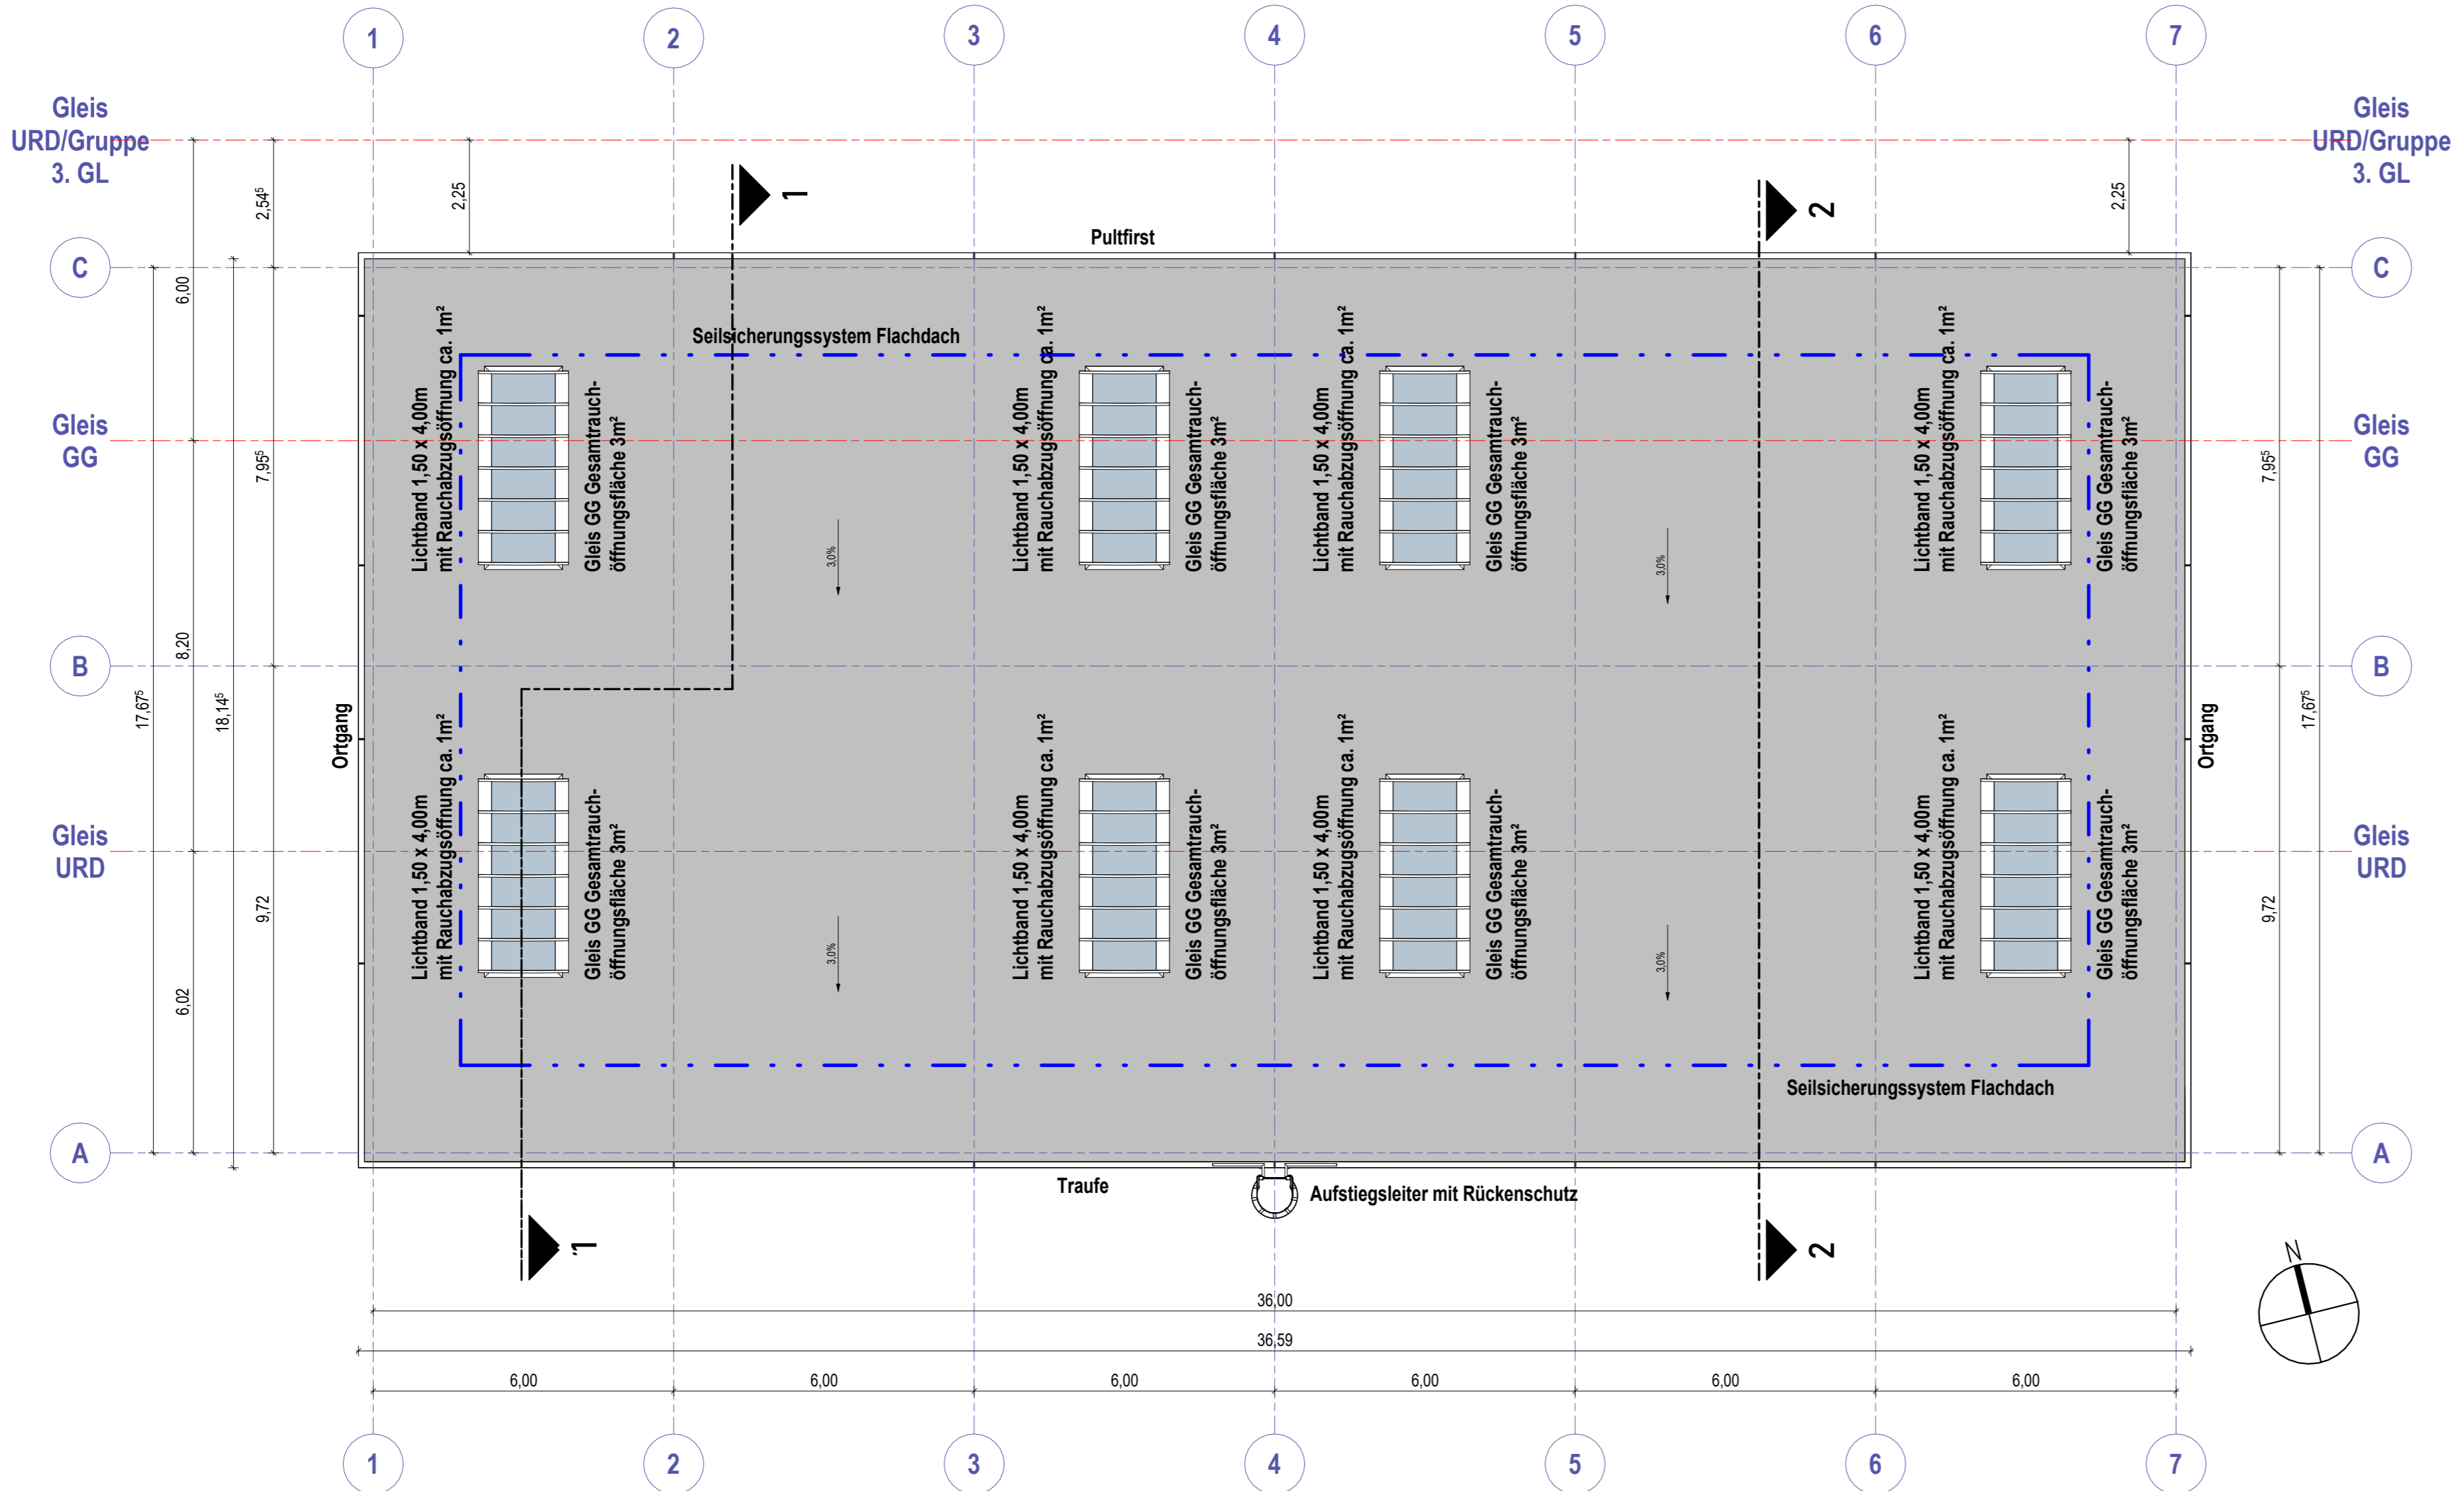 1 2 3 4 5 6 7
Gleis
URD/Gruppe
3. GL
Gleis
URD/Gruppe
3. GL
2,54⁵
2,25
2,25
1
2
Pultfirst
C
C
6,00
Seilsicherungssystem Flachdach
Lichtband 1,50 x 4,00m
mit Rauchabzugsöffnung ca. 1m²
Gleis GG Gesamtrauch-
öffnungsfläche 3m²
Lichtband 1,50 x 4,00m
mit Rauchabzugsöffnung ca. 1m²
Gleis GG Gesamtrauch-
öffnungsfläche 3m²
Lichtband 1,50 x 4,00m
mit Rauchabzugsöffnung ca. 1m²
Gleis GG Gesamtrauch-
öffnungsfläche 3m²
Lichtband 1,50 x 4,00m
mit Rauchabzugsöffnung ca. 1m²
Gleis GG Gesamtrauch-
öffnungsfläche 3m²
Gleis
GG
Gleis
GG
7,95⁵
7,95⁵
3,0%
3,0%
B
B
8,20
17,67⁵
18,14⁵
17,67⁵
Ortgang
Ortgang
Lichtband 1,50 x 4,00m
mit Rauchabzugsöffnung ca. 1m²
Gleis GG Gesamtrauch-
öffnungsfläche 3m²
Lichtband 1,50 x 4,00m
mit Rauchabzugsöffnung ca. 1m²
Gleis GG Gesamtrauch-
öffnungsfläche 3m²
Lichtband 1,50 x 4,00m
mit Rauchabzugsöffnung ca. 1m²
Gleis GG Gesamtrauch-
öffnungsfläche 3m²
Lichtband 1,50 x 4,00m
mit Rauchabzugsöffnung ca. 1m²
Gleis GG Gesamtrauch-
öffnungsfläche 3m²
Gleis
URD
Gleis
URD
9,72
9,72
3,0%
3,0%
6,02
Seilsicherungssystem Flachdach
A
A
Traufe
Aufstiegsleiter mit Rückenschutz
1
2
N
36,00
36,59
6,00 6,00 6,00 6,00 6,00 6,00
1 2 3 4 5 6 7